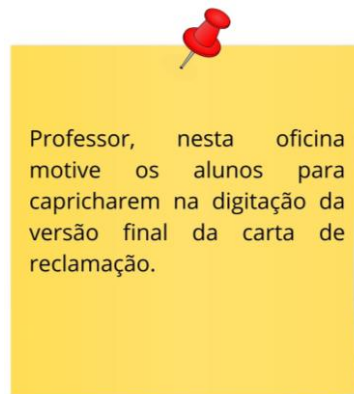 Professor, nesta oficina
motive os alunos para
capricharem na digitação da
versão final da carta de
reclamação.